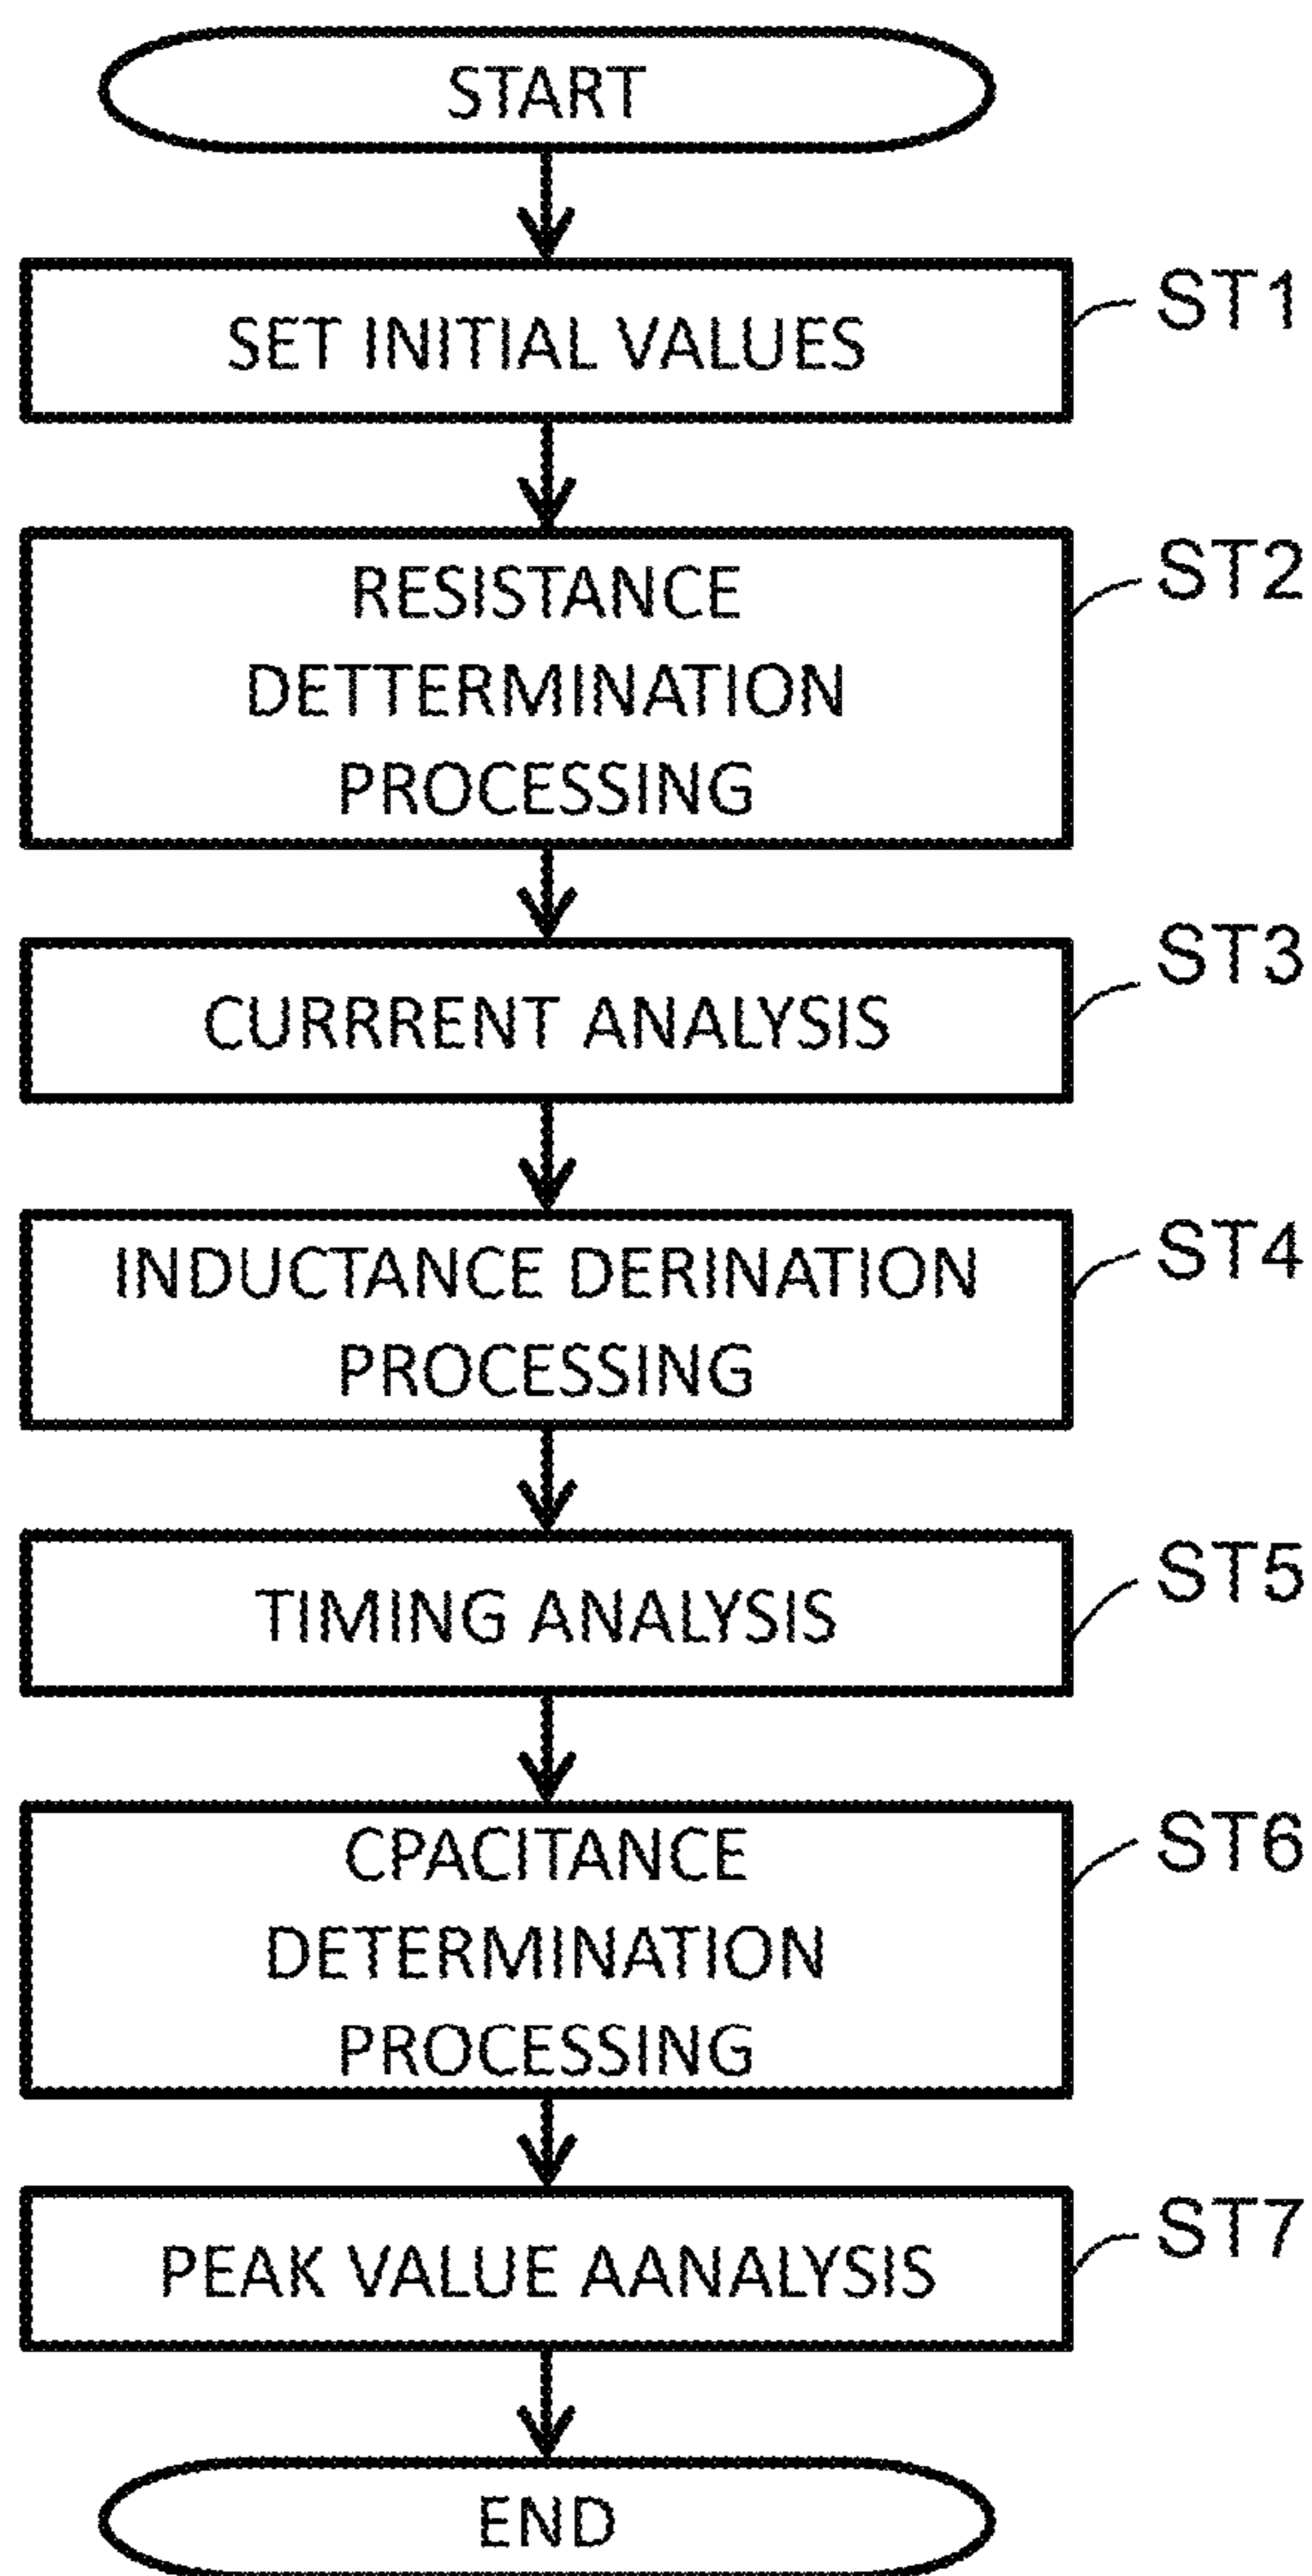 START
SET INITIAL VALUES
ST1
RESISTANCE
DETTERMINATION
PROCESSING
ST2
CURRRENT ANALYSIS
ST3
INDUCTANCE DERINATION
PROCESSING
ST4
TIMING ANALYSIS
ST5
CPACITANCE
DETERMINATION
PROCESSING
ST6
PEAK VALUE AANALYSIS
ST7
END